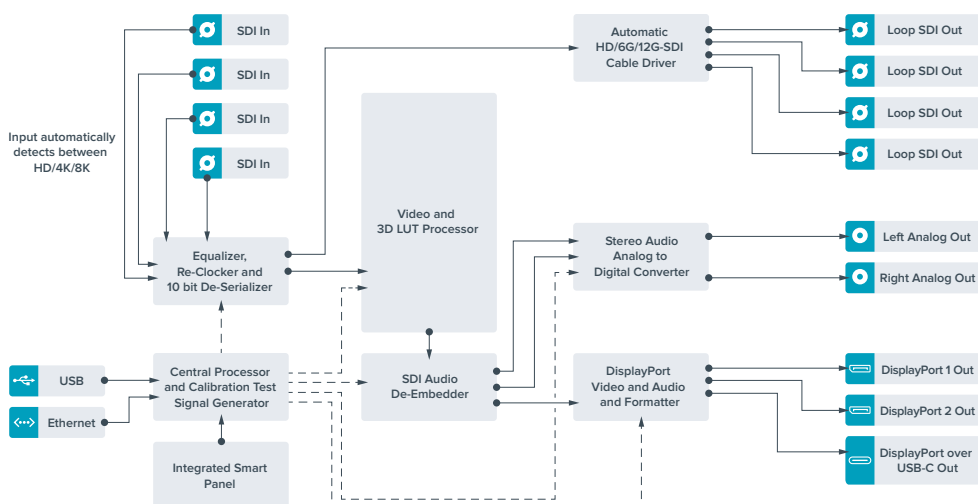 SDI In
SDI In
SDI In
SDI In
Input automatically
detects between
HD/4K/8K
Equalizer,
Re-Clocker and
10 bit De-Serializer
USB
Ethernet
Central Processor
and Calibration Test
Signal Generator
Integrated Smart
Panel
Video and
3D LUT Processor
SDI Audio
De-Embedder
Automatic
HD/6G/12G-SDI
Cable Driver
Stereo Audio
Analog to
Digital Converter
DisplayPort
Video and Audio
and Formatter
Loop SDI Out
Loop SDI Out
Loop SDI Out
Loop SDI Out
Left Analog Out
Right Analog Out
DisplayPort 1 Out
DisplayPort 2 Out
DisplayPort over
USB-C Out